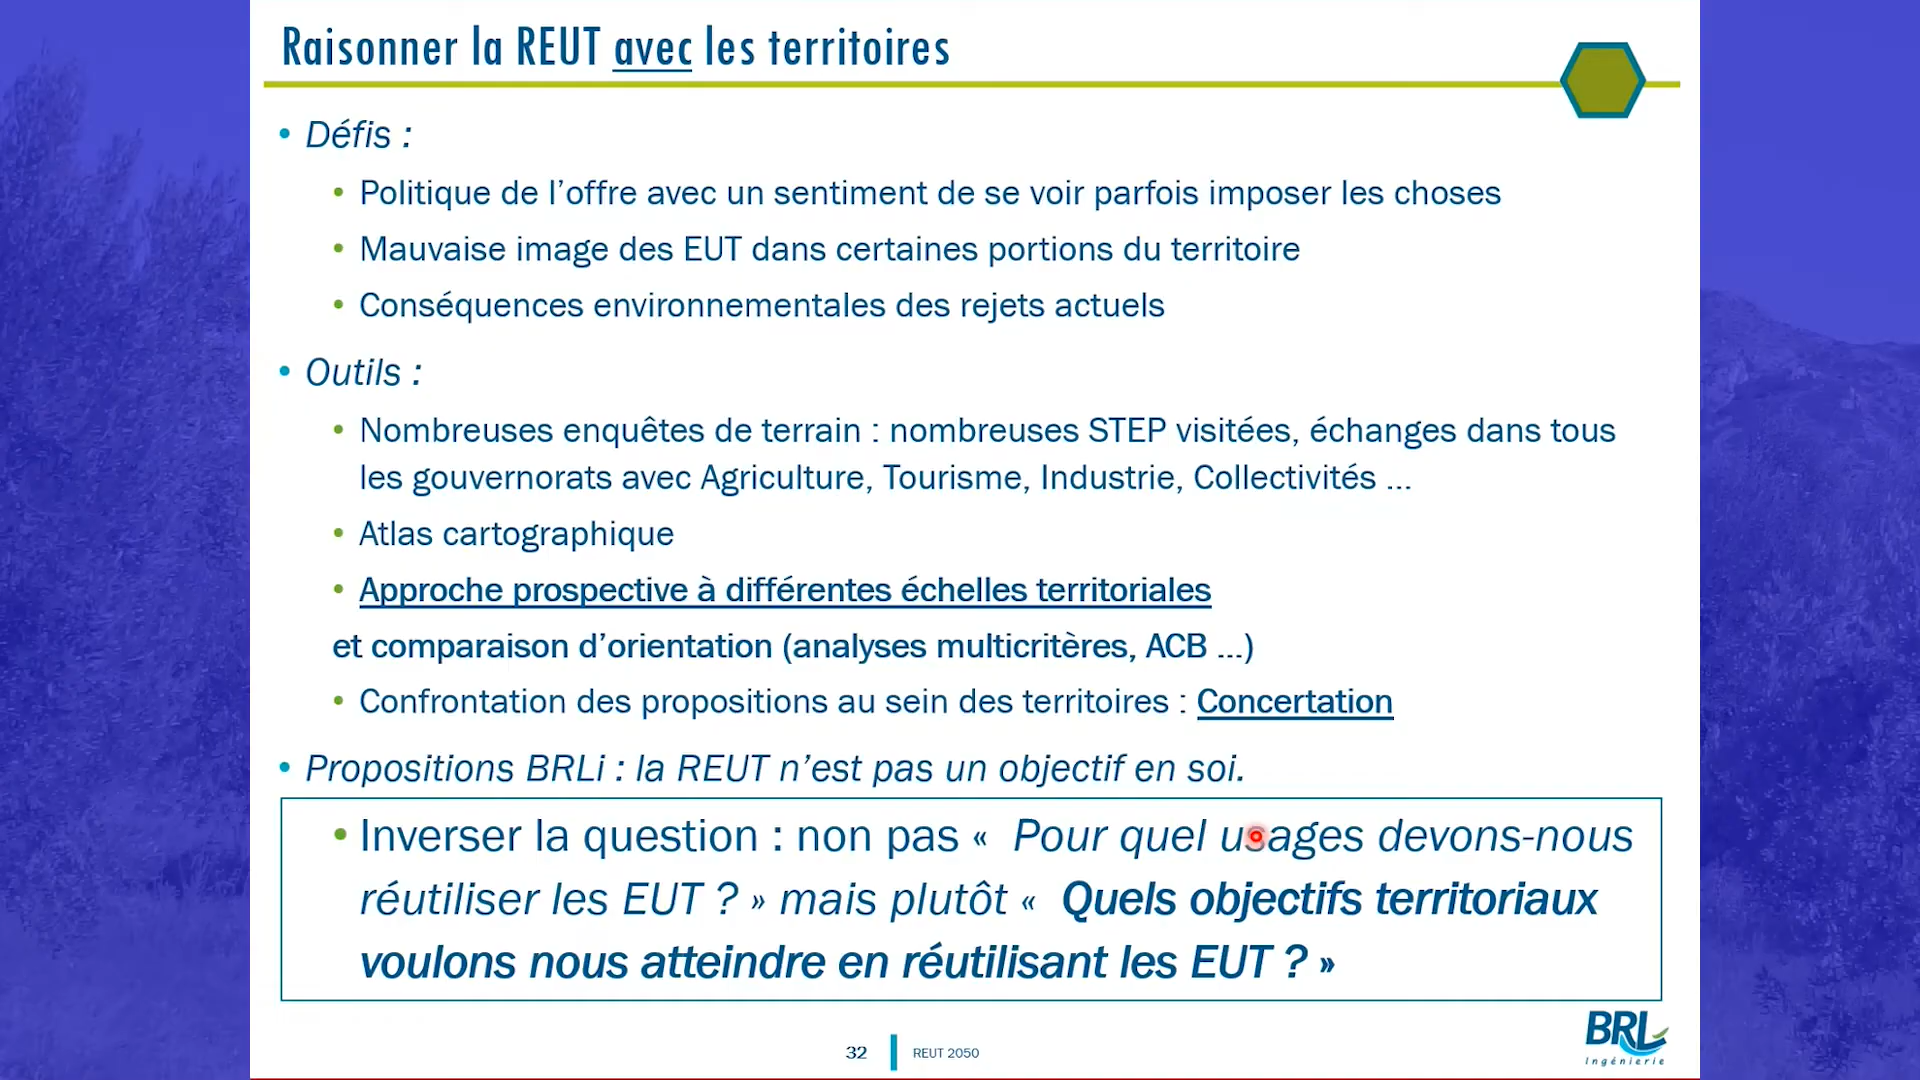 Raisonner la REUT avec les territoires
• Défis :
• Politique de l’offre avec un sentiment de se voir parfois imposer les choses
• Mauvaise image des EUT dans certaines portions du territoire
• Conséquences environnementales des rejets actuels
• Outils :
• Nombreuses enquêtes de terrain : nombreuses STEP visitées, échanges dans tous
les gouvernorats avec Agriculture, Tourisme, Industrie, Collectivités ...
• Atlas cartographique
• Approche prospective à différentes échelles territoriales
et comparaison d’orientation (analyses multicritères, ACB ...)
• Confrontation des propositions au sein des territoires : Concertation
• Propositions BRLi : la REUT n’est pas un objectif en soi.
• Inverser la question : non pas « Pour quel usages devons-nous
réutiliser les EUT ? » mais plutôt « Quels objectifs territoriaux
voulons nous atteindre en réutilisant les EUT ? »
32 REUT 2050
BRL
Ingénierie